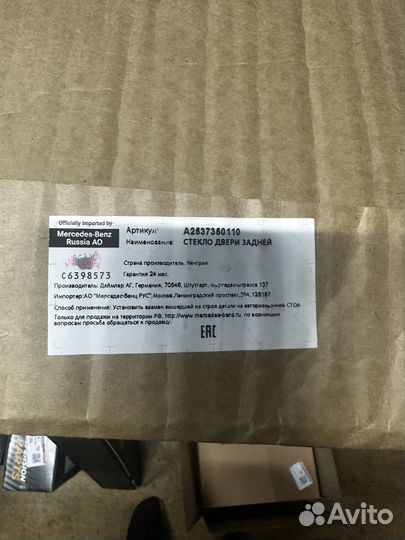 Officially imported by
Mercedes-Benz
Russia AO
Артикул: A2537350110
Наименование: СТЕКЛО ДВЕРИ ЗАДНЕЙ
C6398573
Страна производитель: Венгрия
Гарантия 24 мес.
Производитель: Даймлер АГ, Германия, 70546, Штутгарт, Мерседесштрассе 137
Импортер:АО "Мерседес-Бенц РУС",Москва,Ленинградский проспект,39А,125167
Способ применения: Установить взамен вышедшей из строя детали на авторизованной СТОА
Только для продажи на территории РФ, http://www.mercedes-benz.ru, по возникшим
вопросам просьба обращаться к продавцу.
EAC
PARTS
MOTORS
Avito